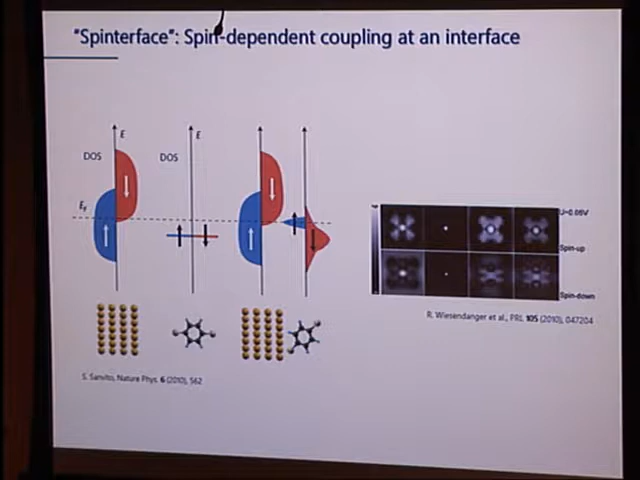 "Spinterface": Spin-dependent coupling at an interface
E
E
DOS
DOS
E_F
U=0.05V
Spin-up
Spin-down
R. Wiesendanger et al., PRL 105 (2010), 047204
S. Sanvito, Nature Phys. 6 (2010), 562